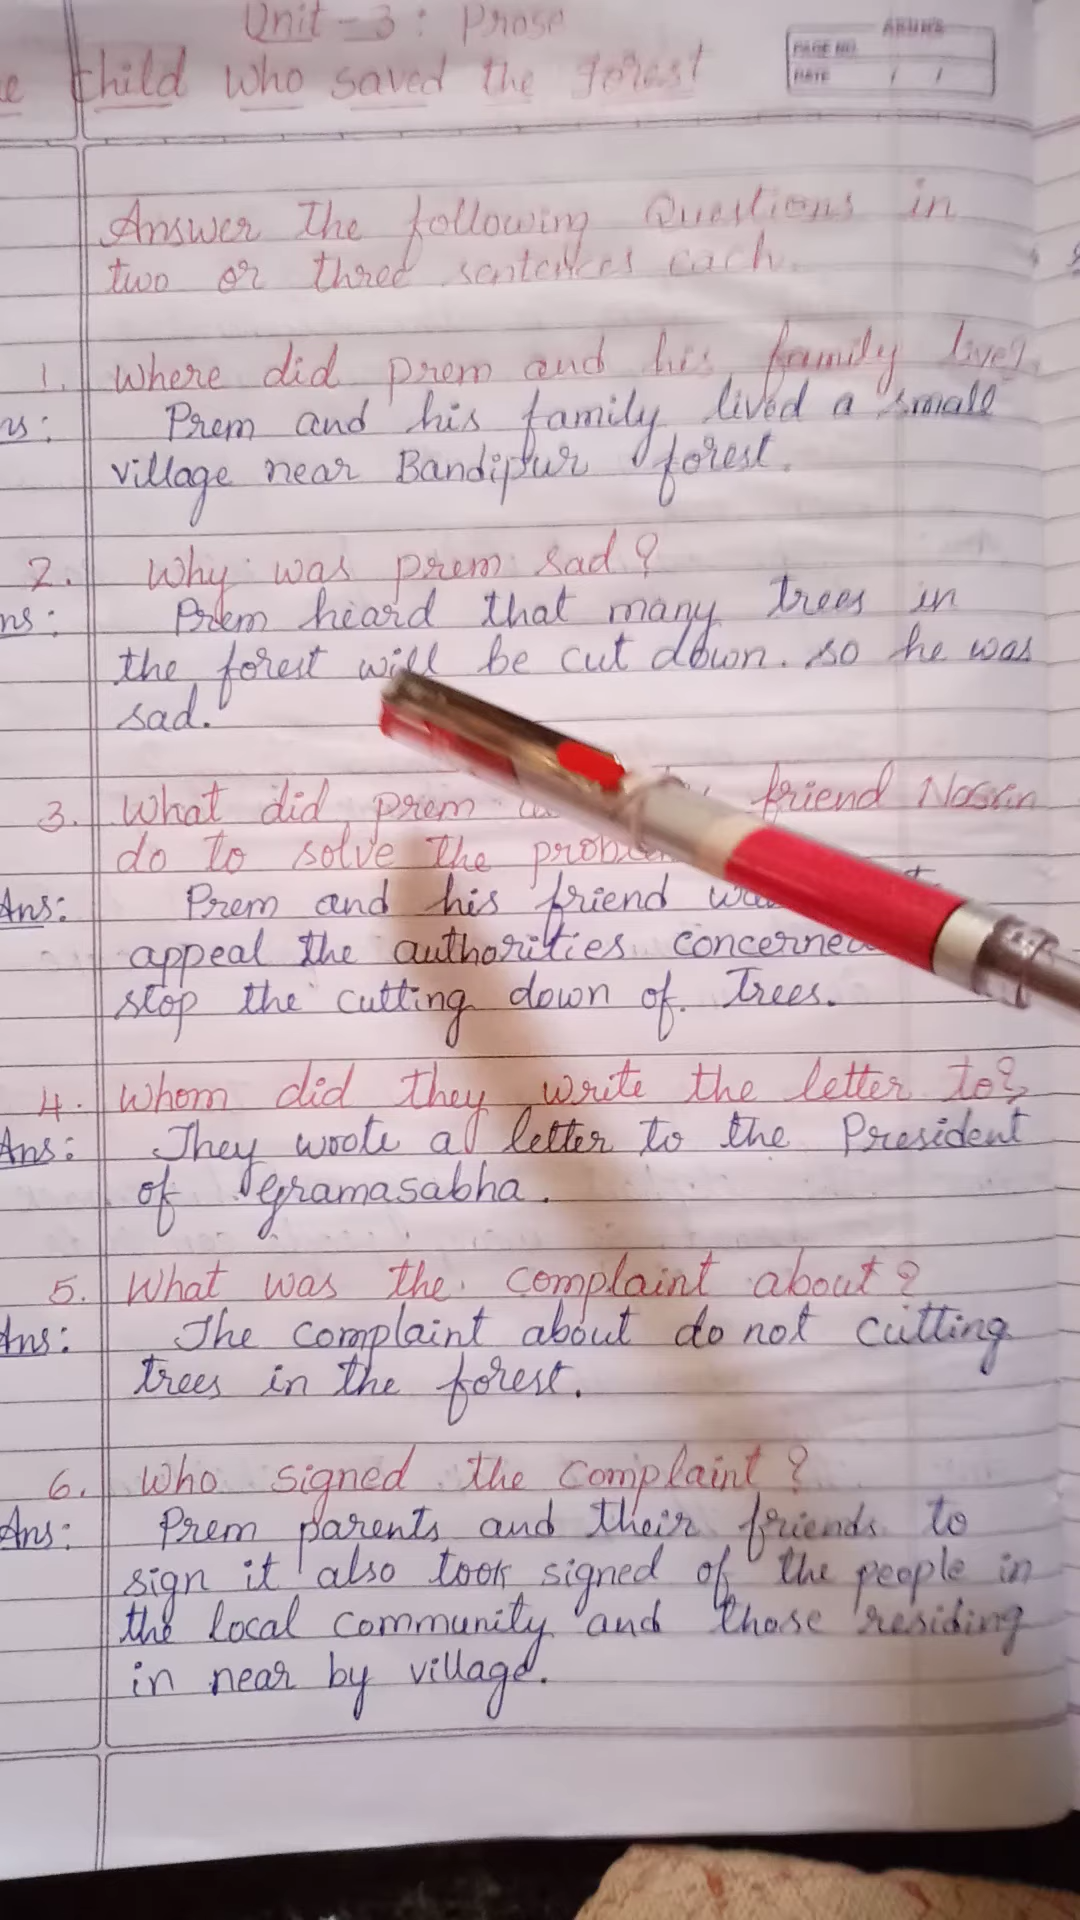 Unit - 3 : Prose
child who saved the forest
PAGE NO.
DATE / /
Answer The following Questions in
two or three sentences each.
1. Where did prem and his family live?
ns: Prem and his family lived a small
village near Bandipur forest.
2. Why was prem sad?
ns: Prem heard that many trees in
the forest will be cut down. so he was
sad.
3. What did prem friend Nasrin
do to solve the
Ans: Prem and his friend
appeal the authorities
stop the cutting down of. Trees.
4. Whom did they write the letter to?
Ans: They wrote a letter to the President
of gramasabha.
5. What was the complaint about?
Ans: The complaint about do not cutting
trees in the forest.
6. Who signed the complaint?
Ans: Prem parents and their friends to
sign it also took signed of the people in
the local community and those residing
in near by village.